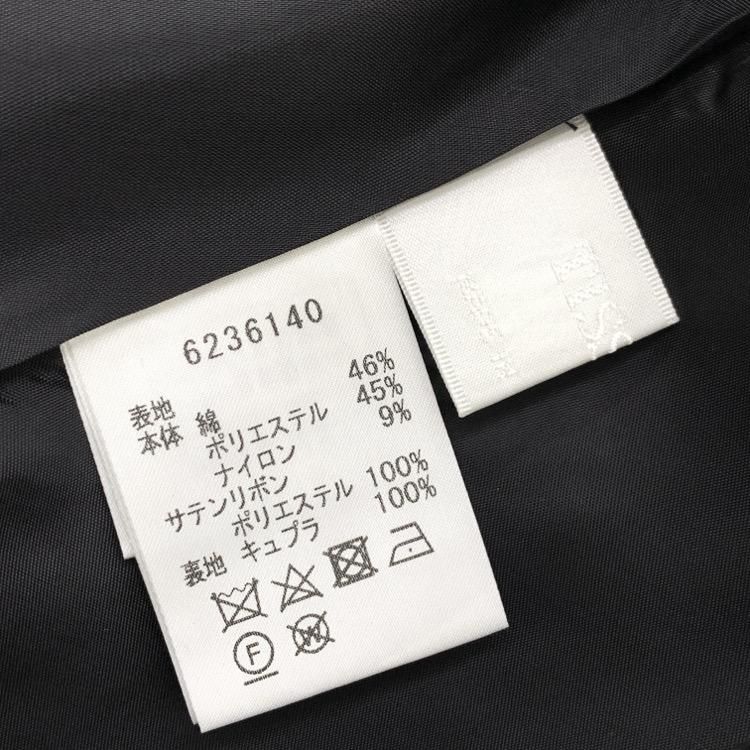 6236140
表地
本体 綿 46%
ポリエステル 45%
ナイロン 9%
サテンリボン
ポリエステル 100%
裏地 キュプラ 100%
F
W